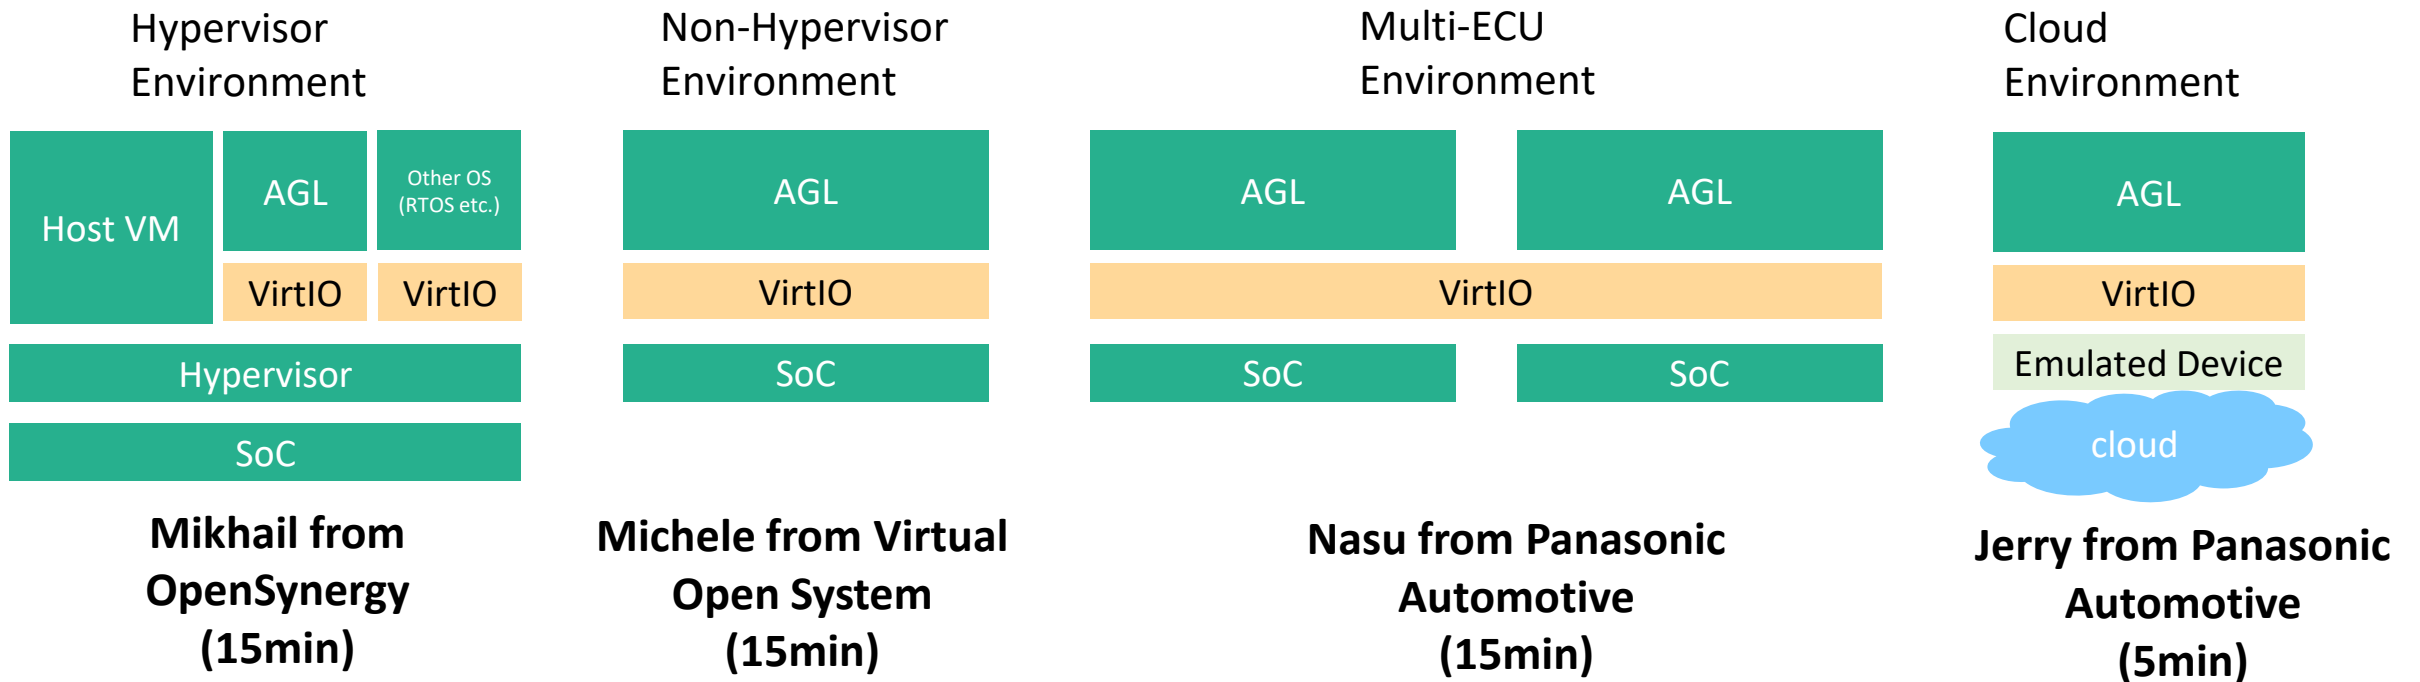 Hypervisor
Environment
Host VM
AGL
Other OS
(RTOS etc.)
VirtIO
VirtIO
Hypervisor
SoC
Mikhail from
OpenSynergy
(15min)
Non-Hypervisor
Environment
AGL
VirtIO
SoC
Michele from Virtual
Open System
(15min)
Multi-ECU
Environment
AGL
AGL
VirtIO
SoC
SoC
Nasu from Panasonic
Automotive
(15min)
Cloud
Environment
AGL
VirtIO
Emulated Device
cloud
Jerry from Panasonic
Automotive
(5min)